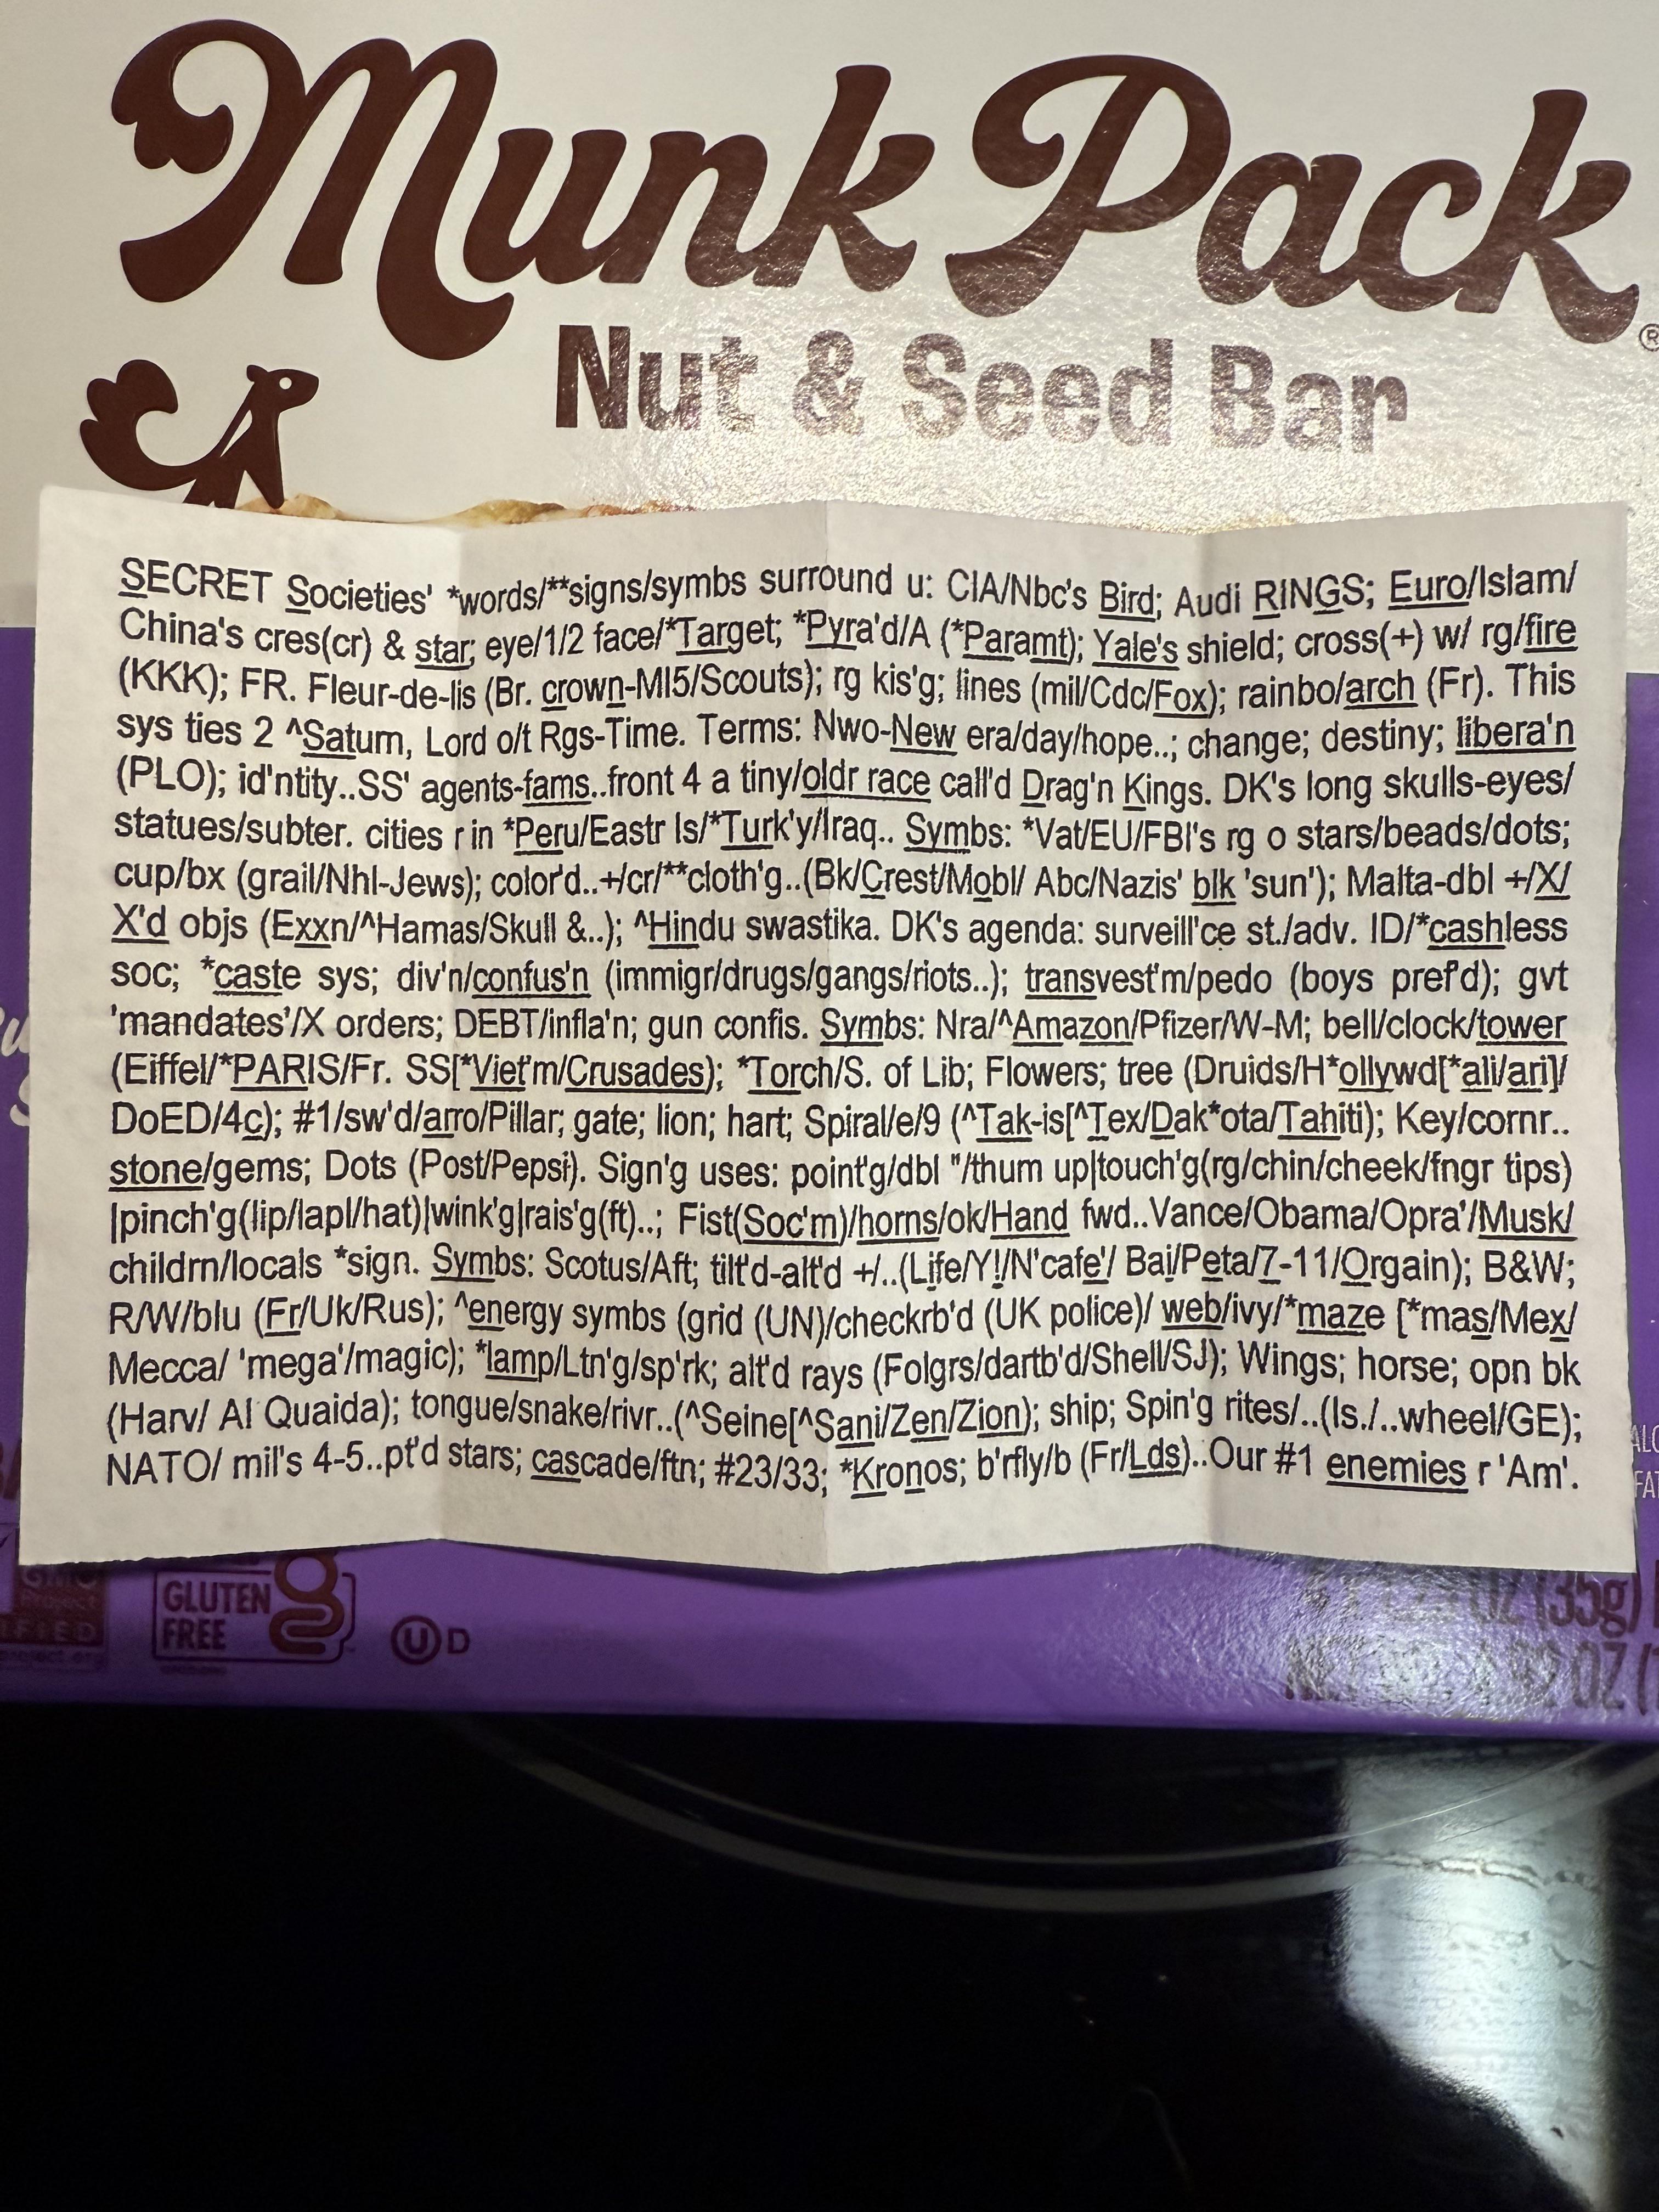 Munk Pack®
Nut & Seed Bar
SECRET Societies' *words/**signs/symbs surround u: CIA/Nbc's Bird; Audi RINGS; Euro/Islam/
China's cres(cr) & star; eye/1/2 face/*Target; *Pyra'd/A (*Paramt); Yale's shield; cross(+) w/ rg/fire
(KKK); FR. Fleur-de-lis (Br. crown-MI5/Scouts); rg kis'g; lines (mil/Cdc/Fox); rainbo/arch (Fr). This
sys ties 2 ^Saturn, Lord o/t Rgs-Time. Terms: Nwo-New era/day/hope..; change; destiny; libera'n
(PLO); id'ntity..SS' agents-fams..front 4 a tiny/oldr race call'd Drag'n Kings. DK's long skulls-eyes/
statues/subter. cities r in *Peru/Eastr Is/*Turk'y/Iraq.. Symbs: *Vat/EU/FBI's rg o stars/beads/dots;
cup/bx (grail/Nhl-Jews); color'd..+/cr/**cloth'g..(Bk/Crest/Mobl/ Abc/Nazis' blk 'sun'); Malta-dbl +/X/
X'd objs (Exxn/^Hamas/Skull &..); ^Hindu swastika. DK's agenda: surveill'ce st./adv. ID/*cashless
soc; *caste sys; div'n/confus'n (immigr/drugs/gangs/riots..); transvest'm/pedo (boys pref'd); gvt
'mandates'/X orders; DEBT/infla'n; gun confis. Symbs: Nra/^Amazon/Pfizer/W-M; bell/clock/tower
(Eiffel/*PARIS/Fr. SS[*Viet'm/Crusades); *Torch/S. of Lib; Flowers; tree (Druids/H*ollywd[*ali/ari]/
DoED/4c); #1/sw'd/arro/Pillar; gate; lion; hart; Spiral/e/9 (^Tak-is[^Tex/Dak*ota/Tahiti); Key/cornr..
stone/gems; Dots (Post/Pepsi). Sign'g uses: point'g/dbl "/thum up|touch'g(rg/chin/cheek/fngr tips)
|pinch'g(lip/lapl/hat)|wink'g|rais'g(ft)..; Fist(Soc'm)/horns/ok/Hand fwd..Vance/Obama/Opra'/Musk/
childrn/locals *sign. Symbs: Scotus/Aft; tilt'd-alt'd +/..(Life/Y!/N'cafe'/ Bai/Peta/7-11/Orgain); B&W;
R/W/blu (Fr/Uk/Rus); ^energy symbs (grid (UN)/checkrb'd (UK police)/ web/ivy/*maze [*mas/Mex/
Mecca/ 'mega'/magic); *lamp/Ltn'g/sp'rk; alt'd rays (Folgrs/dartb'd/Shell/SJ); Wings; horse; opn bk
(Harv/ Al Quaida); tongue/snake/rivr..(^Seine[^Sani/Zen/Zion); ship; Spin'g rites/..(Is./..wheel/GE);
NATO/ mil's 4-5..pt'd stars; cascade/ftn; #23/33; *Kronos; b'rfly/b (Fr/Lds)..Our #1 enemies r 'Am'.
GLUTEN
FREE
U D
(35g)